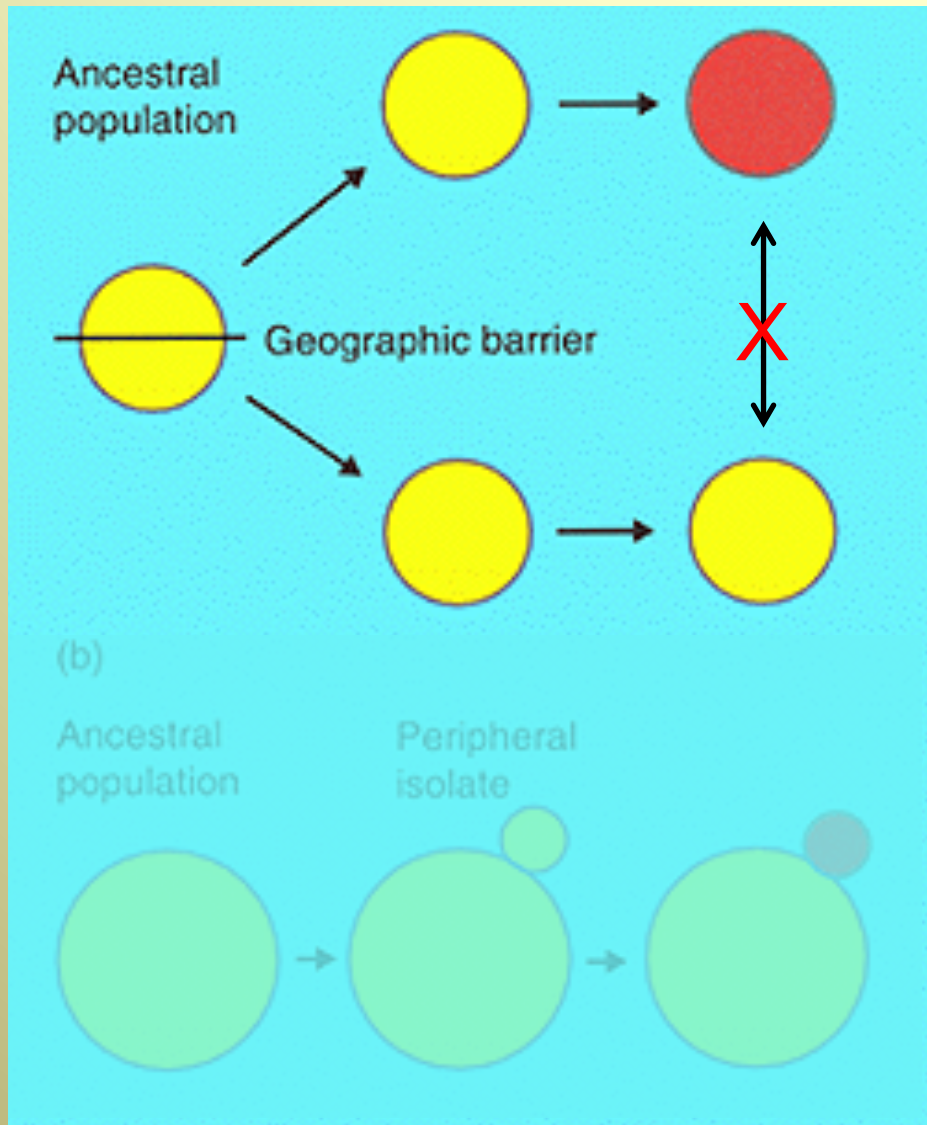 Ancestral
population
Geographic barrier
X
(b)
Ancestral
population
Peripheral
isolate